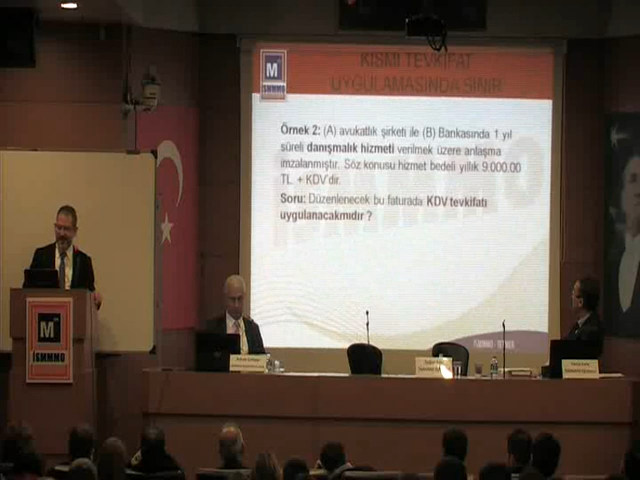 M
İSMMMO
KISMİ TEVKİFAT
UYGULAMASINDA SINIR
Örnek 2: (A) avukatlık şirketi ile (B) Bankasında 1 yıl
süreli danışmalık hizmeti verilmek üzere anlaşma
imzalanmıştır. Söz konusu hizmet bedeli yıllık 9.000.00
TL. + KDV'dir.
Soru: Düzenlenecek bu faturada KDV tevkifatı
uygulanacakmıdır ?
M
İSMMMO